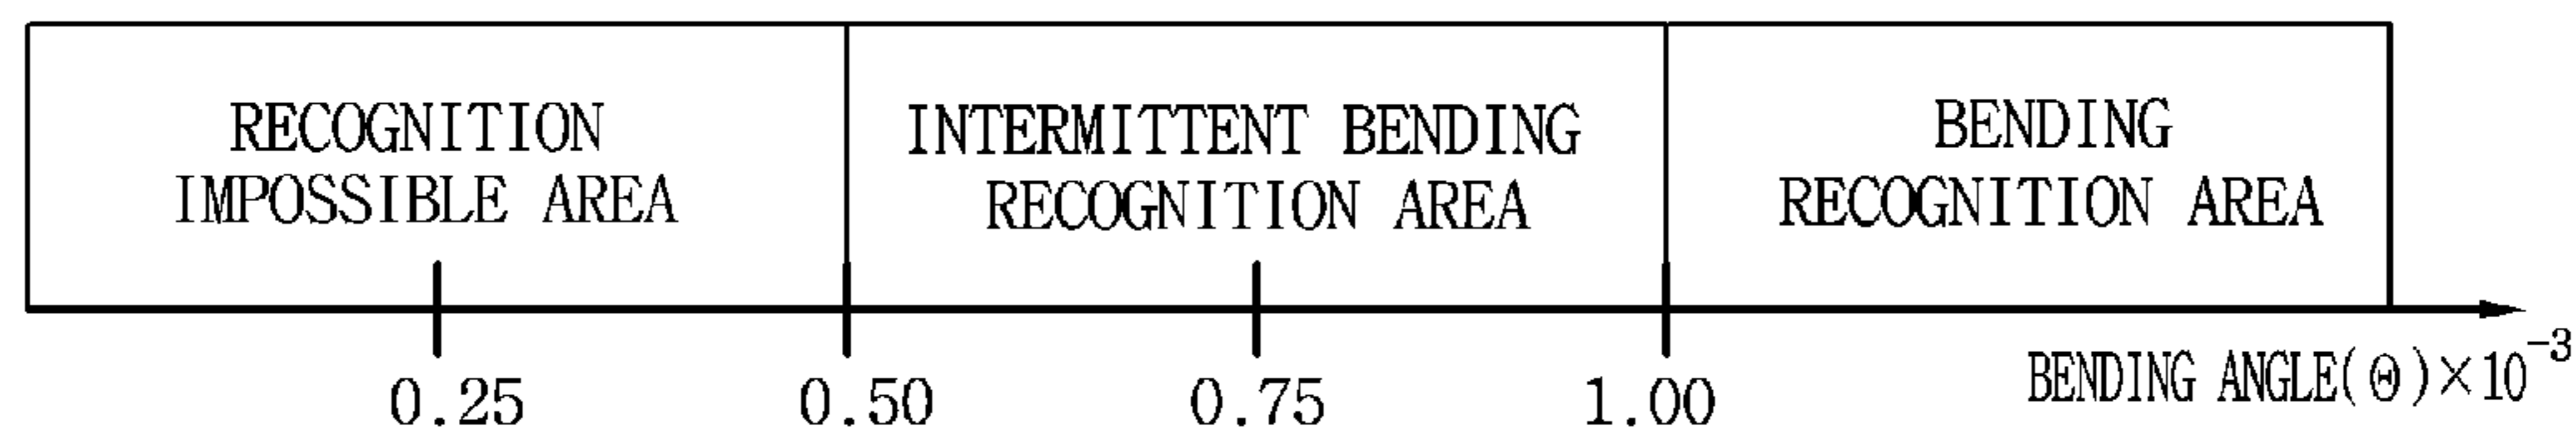 RECOGNITION
IMPOSSIBLE AREA
INTERMITTENT BENDING
RECOGNITION AREA
BENDING
RECOGNITION AREA
0.25
0.50
0.75
1.00
BENDING ANGLE(Θ)×10⁻³